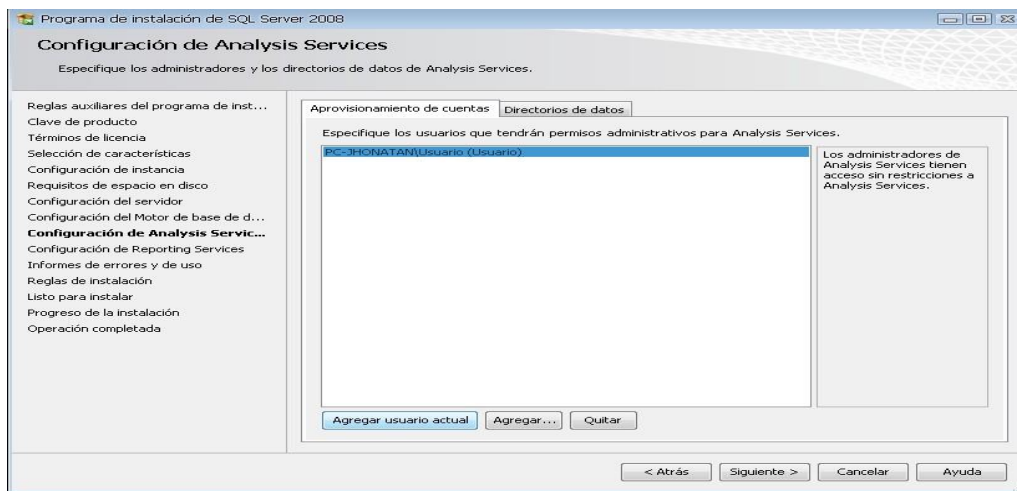 Programa de instalación de SQL Server 2008
Configuración de Analysis Services
Especifique los administradores y los directorios de datos de Analysis Services.
Reglas auxiliares del programa de inst...
Clave de producto
Términos de licencia
Selección de características
Configuración de instancia
Requisitos de espacio en disco
Configuración del servidor
Configuración del Motor de base de d...
Configuración de Analysis Servic...
Configuración de Reporting Services
Informes de errores y de uso
Reglas de instalación
Listo para instalar
Progreso de la instalación
Operación completada
Aprovisionamiento de cuentas
Directorios de datos
Especifique los usuarios que tendrán permisos administrativos para Analysis Services.
PC-JHONATAN\Usuario (Usuario)
Los administradores de
Analysis Services tienen
acceso sin restricciones a
Analysis Services.
Agregar usuario actual
Agregar...
Quitar
< Atrás
Siguiente >
Cancelar
Ayuda